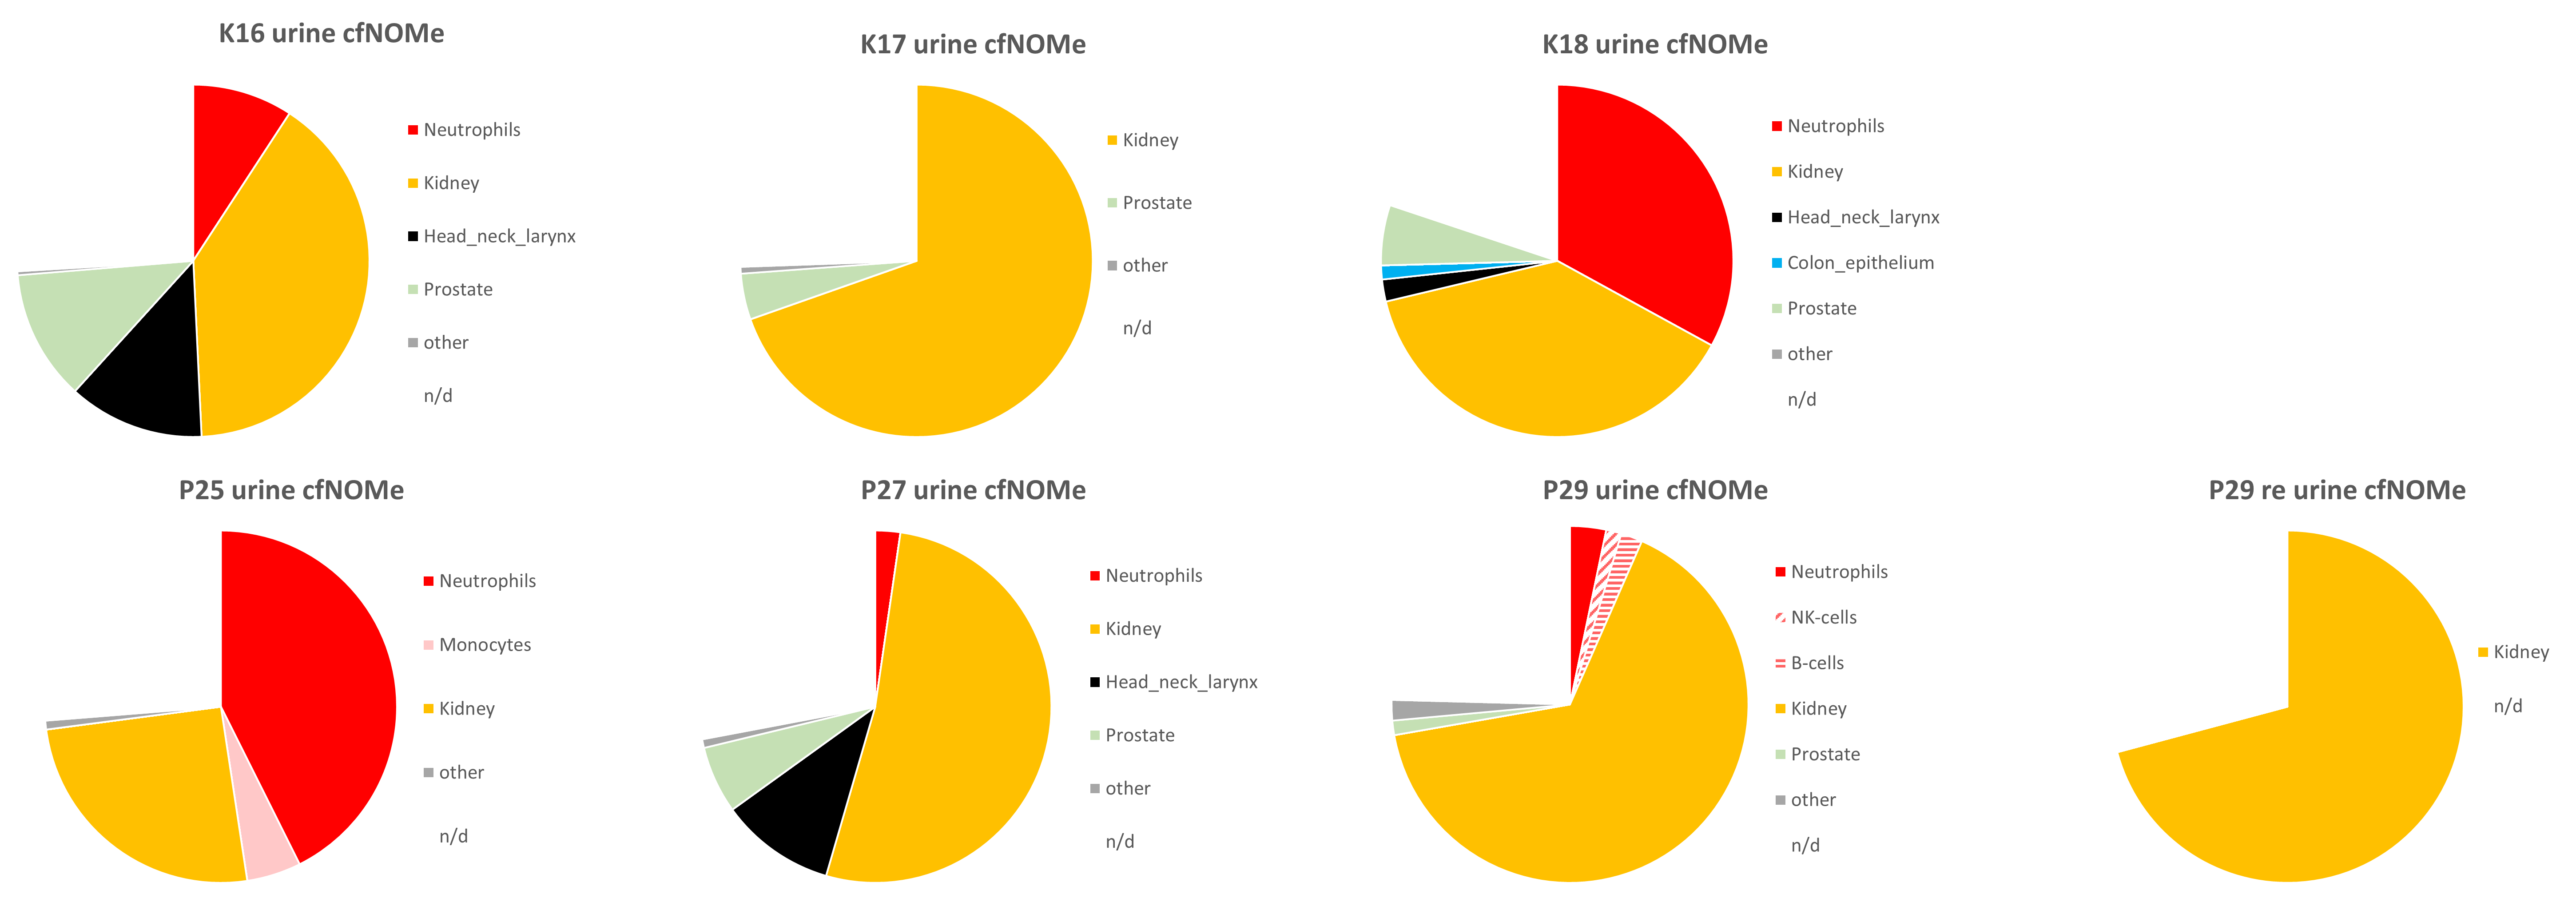 K16 urine cfNOMe
Neutrophils
Kidney
Head_neck_larynx
Prostate
other
n/d
K17 urine cfNOMe
Kidney
Prostate
other
n/d
K18 urine cfNOMe
Neutrophils
Kidney
Head_neck_larynx
Colon_epithelium
Prostate
other
n/d
P25 urine cfNOMe
Neutrophils
Monocytes
Kidney
other
n/d
P27 urine cfNOMe
Neutrophils
Kidney
Head_neck_larynx
Prostate
other
n/d
P29 urine cfNOMe
Neutrophils
NK-cells
B-cells
Kidney
Prostate
other
n/d
P29 re urine cfNOMe
Kidney
n/d